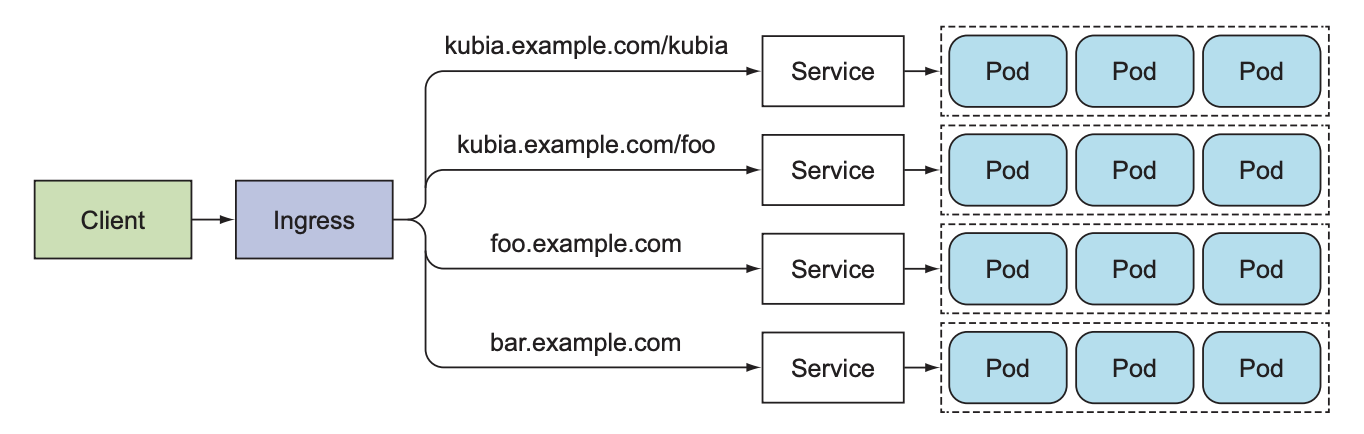 kubia.example.com/kubia
Service
Pod
Pod
Pod
kubia.example.com/foo
Service
Pod
Pod
Pod
Client
Ingress
foo.example.com
Service
Pod
Pod
Pod
bar.example.com
Service
Pod
Pod
Pod